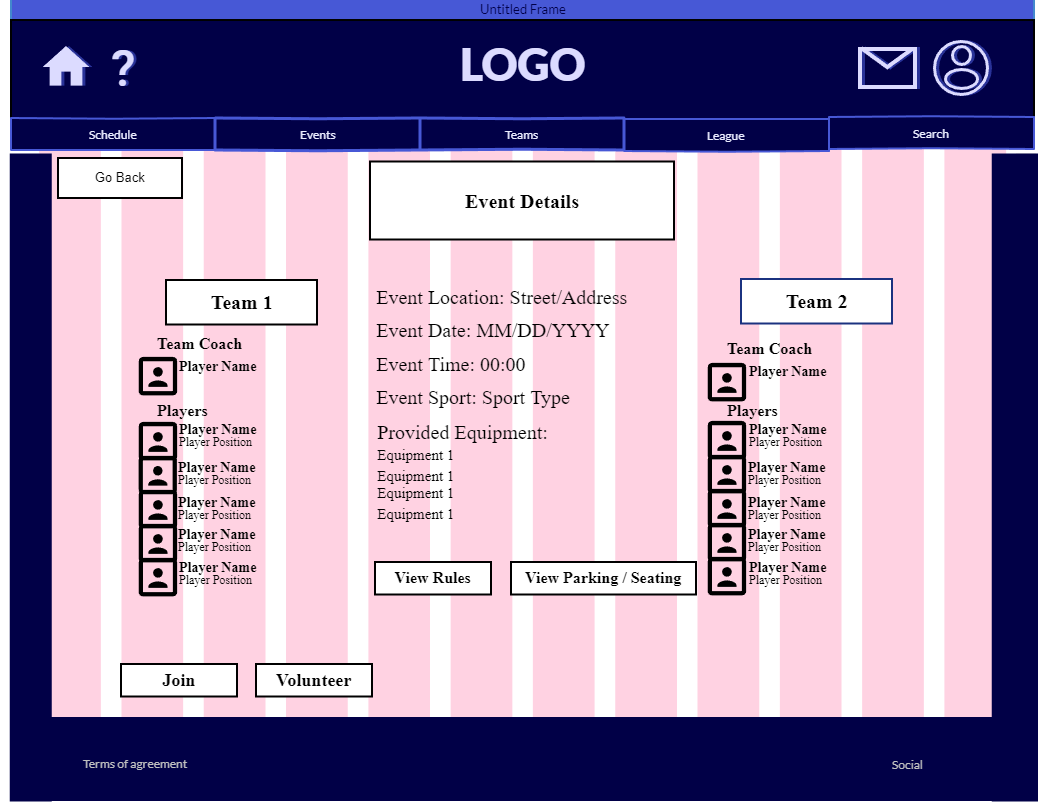 Untitled Frame
?
LOGO
Schedule
Events
Teams
League
Search
Go Back
Event Details
Team 1
Team Coach
Player Name
Players
Player Name
Player Position
Player Name
Player Position
Player Name
Player Position
Player Name
Player Position
Player Name
Player Position
Event Location: Street/Address
Event Date: MM/DD/YYYY
Event Time: 00:00
Event Sport: Sport Type
Provided Equipment:
Equipment 1
Equipment 1
Equipment 1
Equipment 1
View Rules
View Parking / Seating
Team 2
Team Coach
Player Name
Players
Player Name
Player Position
Player Name
Player Position
Player Name
Player Position
Player Name
Player Position
Player Name
Player Position
Join
Volunteer
Terms of agreement
Social